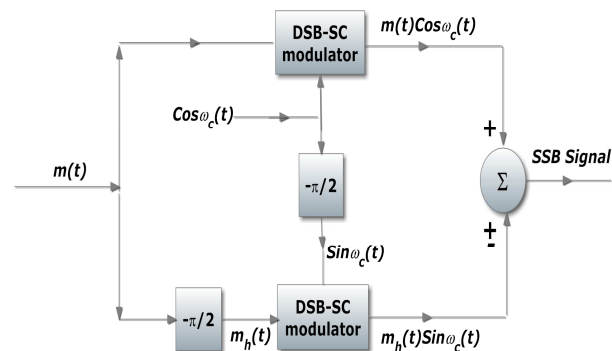 DSB-SC
modulator
m(t)Cosω_c(t)
Cosω_c(t)
+
SSB Signal
m(t)
-π/2
Σ
±
Sinω_c(t)
-π/2
m_h(t)
DSB-SC
modulator
m_h(t)Sinω_c(t)